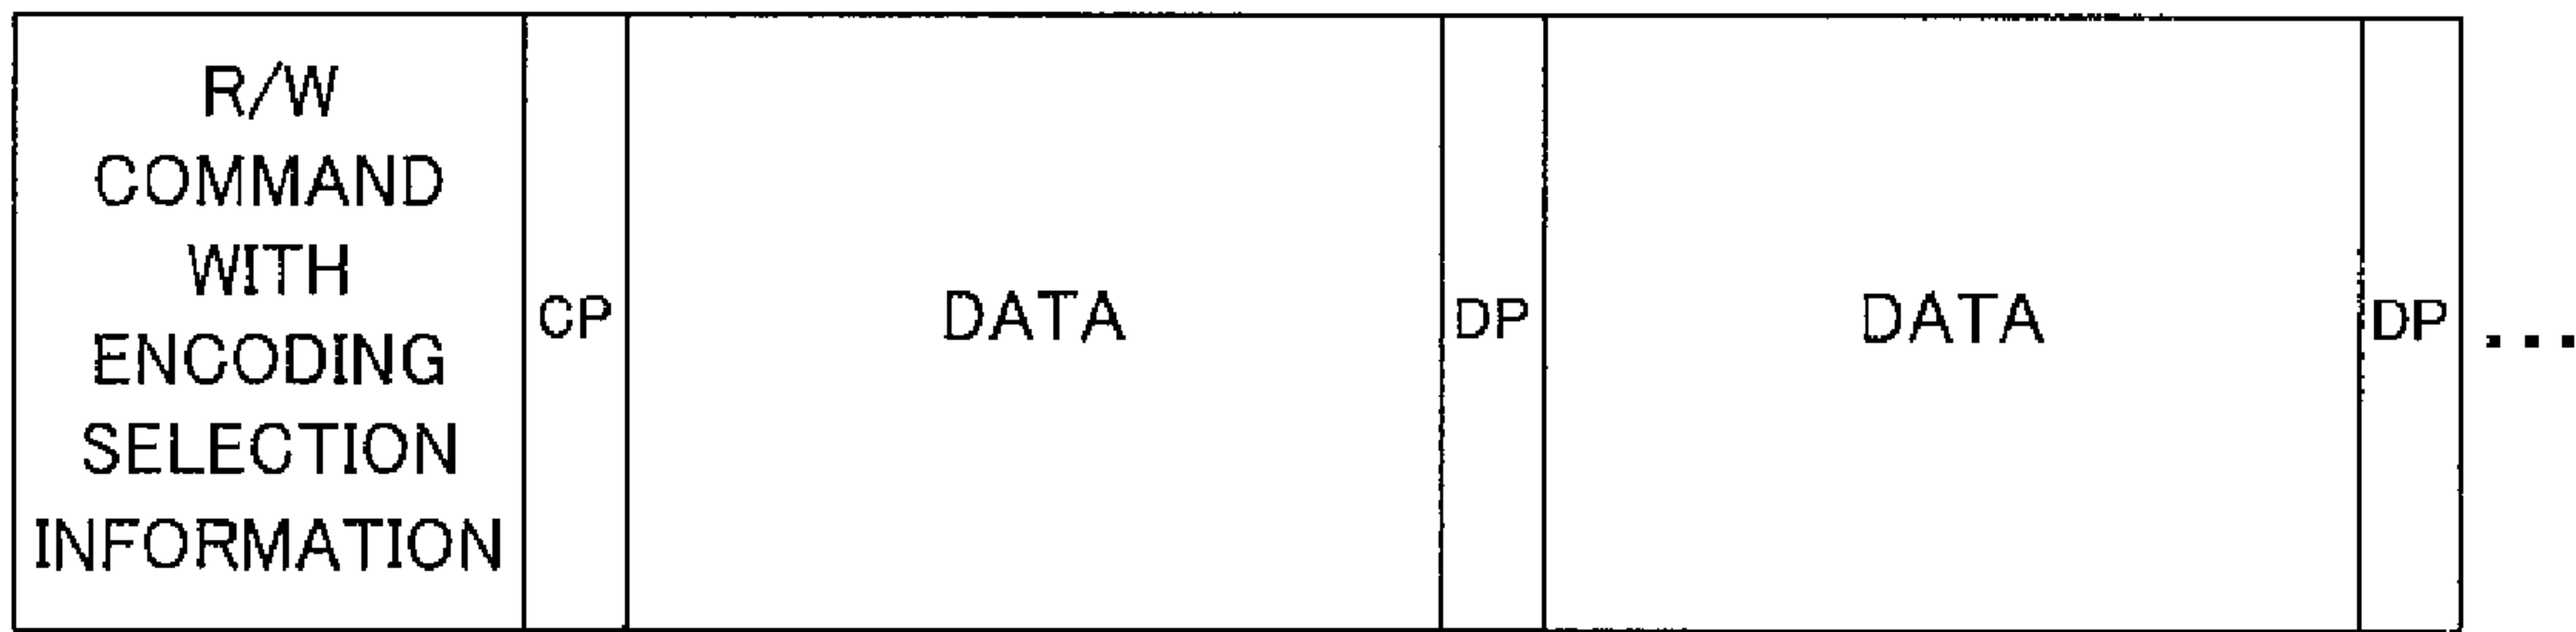 R/W
COMMAND
WITH
ENCODING
SELECTION
INFORMATION
CP
DATA
DP
DATA
DP
...